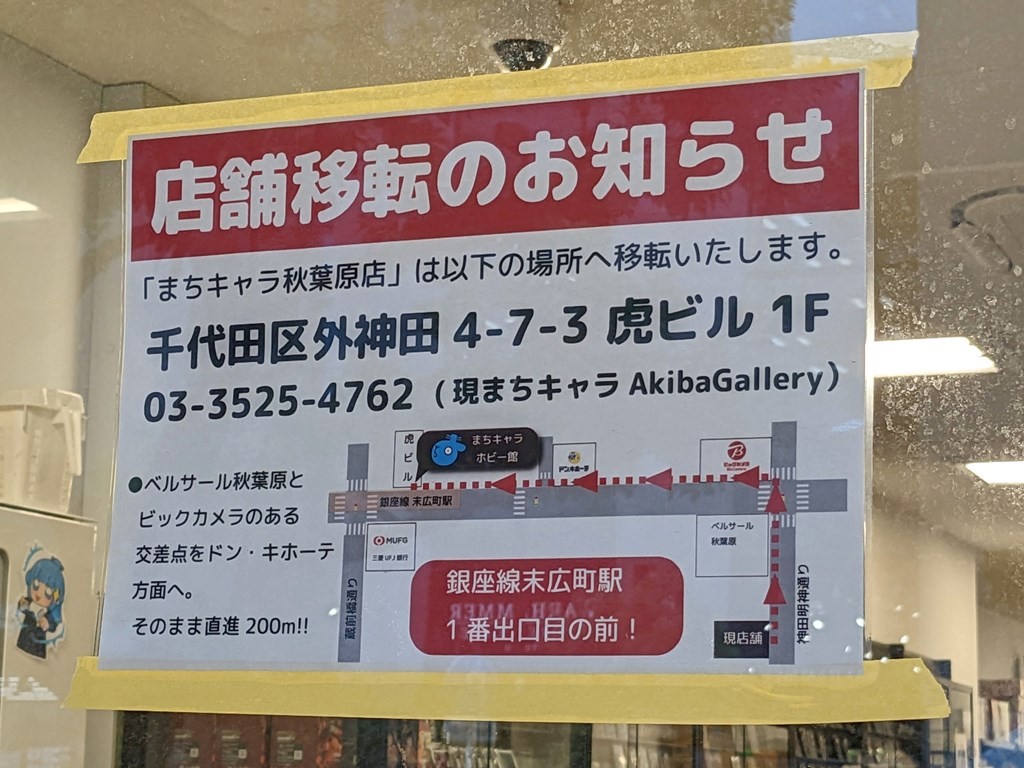 店舗移転のお知らせ
「まちキャラ秋葉原店」は以下の場所へ移転いたします。
千代田区外神田 4-7-3 虎ビル 1F
03-3525-4762 (現まちキャラ AkibaGallery)
●ベルサール秋葉原と
ビックカメラのある
交差点をドン・キホーテ
方面へ。
そのまま直進 200m!!
虎ビル
まちキャラ
ホビー館
ドン・キホーテ
ビックカメラ
銀座線 末広町駅
MUFG
三菱UFJ銀行
ベルサール
秋葉原
蔵前橋通り
銀座線末広町駅
1番出口目の前！
現店舗
神田明神通り